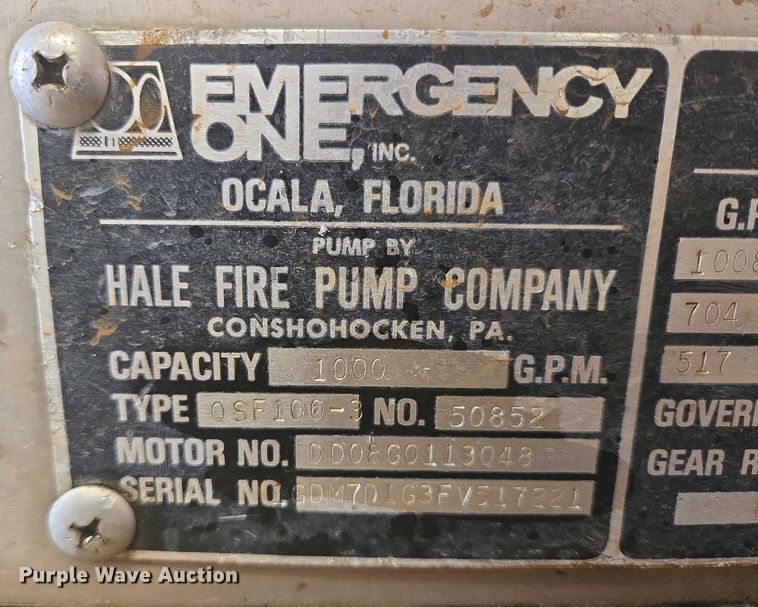 EMERGENCY
ONE, INC.
OCALA, FLORIDA
PUMP BY
HALE FIRE PUMP COMPANY
CONSHOHOCKEN, PA.
CAPACITY 1000 G.P.M.
TYPE QSF100-3 NO. 50852
MOTOR NO. DD08G0113048
SERIAL NO. 1GDM7D1G3FV517221
G.P
1008
704
517
GOVER
GEAR R
Purple Wave Auction